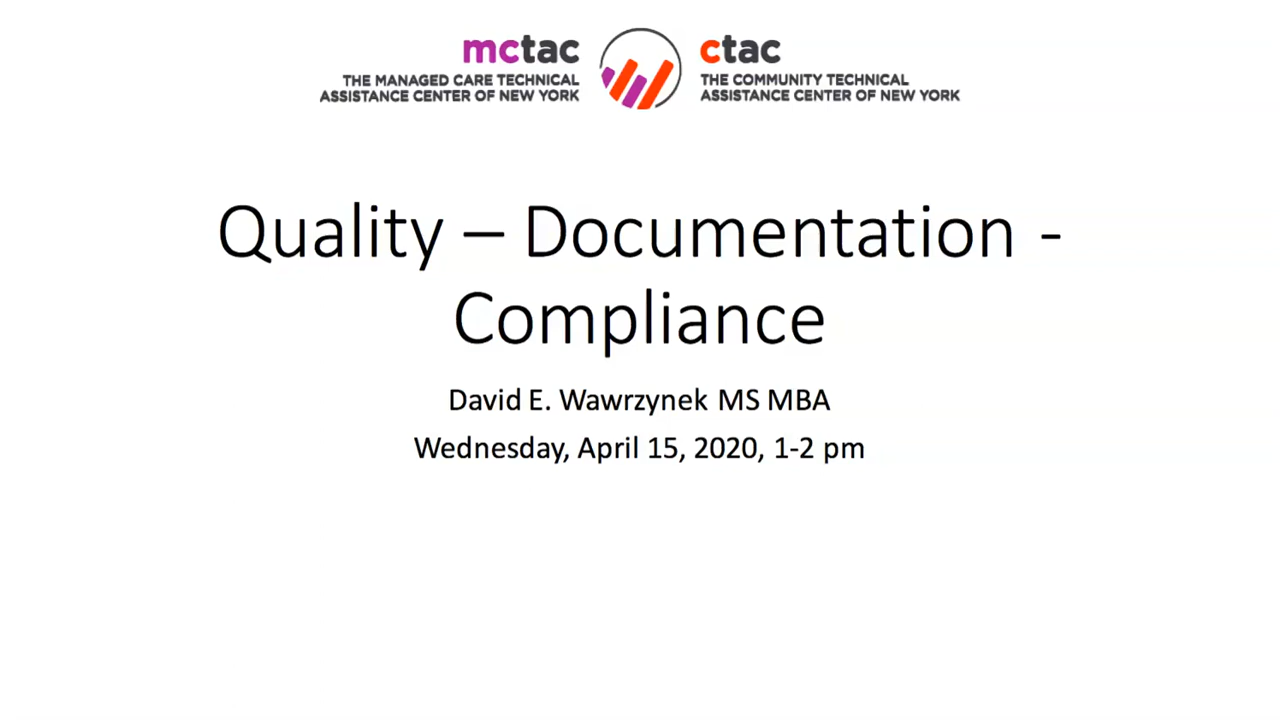 mctac
THE MANAGED CARE TECHNICAL
ASSISTANCE CENTER OF NEW YORK
ctac
THE COMMUNITY TECHNICAL
ASSISTANCE CENTER OF NEW YORK
Quality – Documentation -
Compliance
David E. Wawrzynek MS MBA
Wednesday, April 15, 2020, 1-2 pm